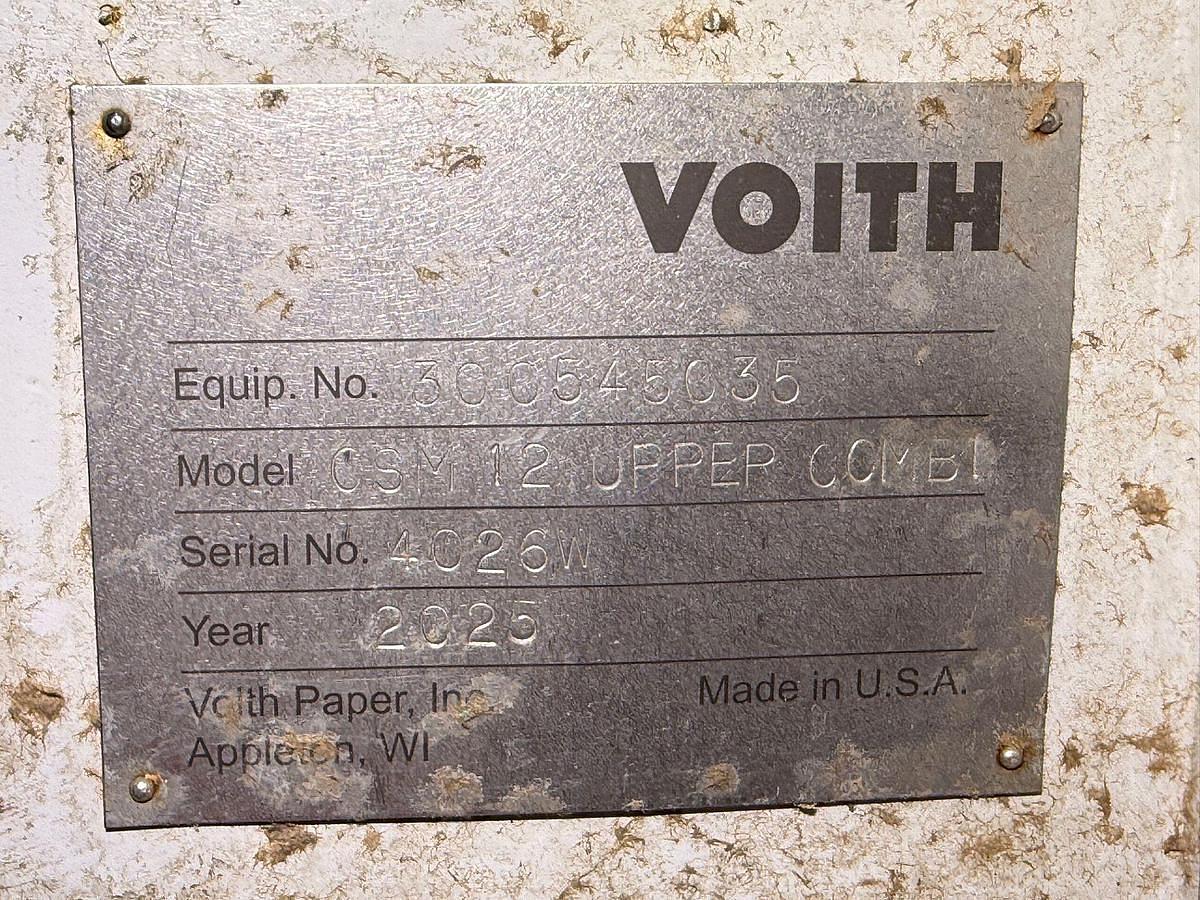 VOITH
Equip. No. 300545035
Model CSM 12 UPPER COMBI
Serial No. 4026W
Year 2025
Voith Paper, Inc. Made in U.S.A.
Appleton, WI